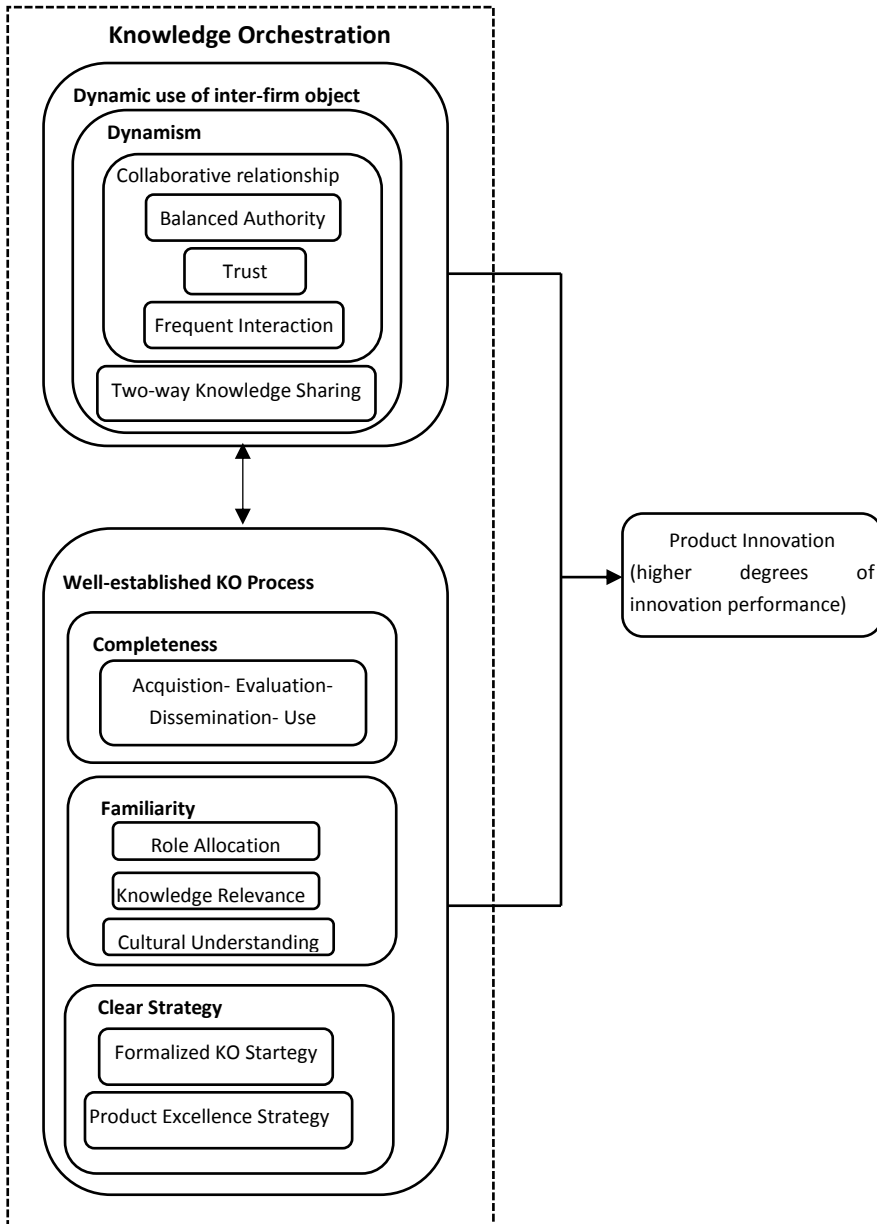 Knowledge Orchestration
Dynamic use of inter-firm object
Dynamism
Collaborative relationship
Balanced Authority
Trust
Frequent Interaction
Two-way Knowledge Sharing
Well-established KO Process
Completeness
Acquistion- Evaluation-
Dissemination- Use
Familiarity
Role Allocation
Knowledge Relevance
Cultural Understanding
Clear Strategy
Formalized KO Startegy
Product Excellence Strategy
Product Innovation
(higher degrees of
innovation performance)